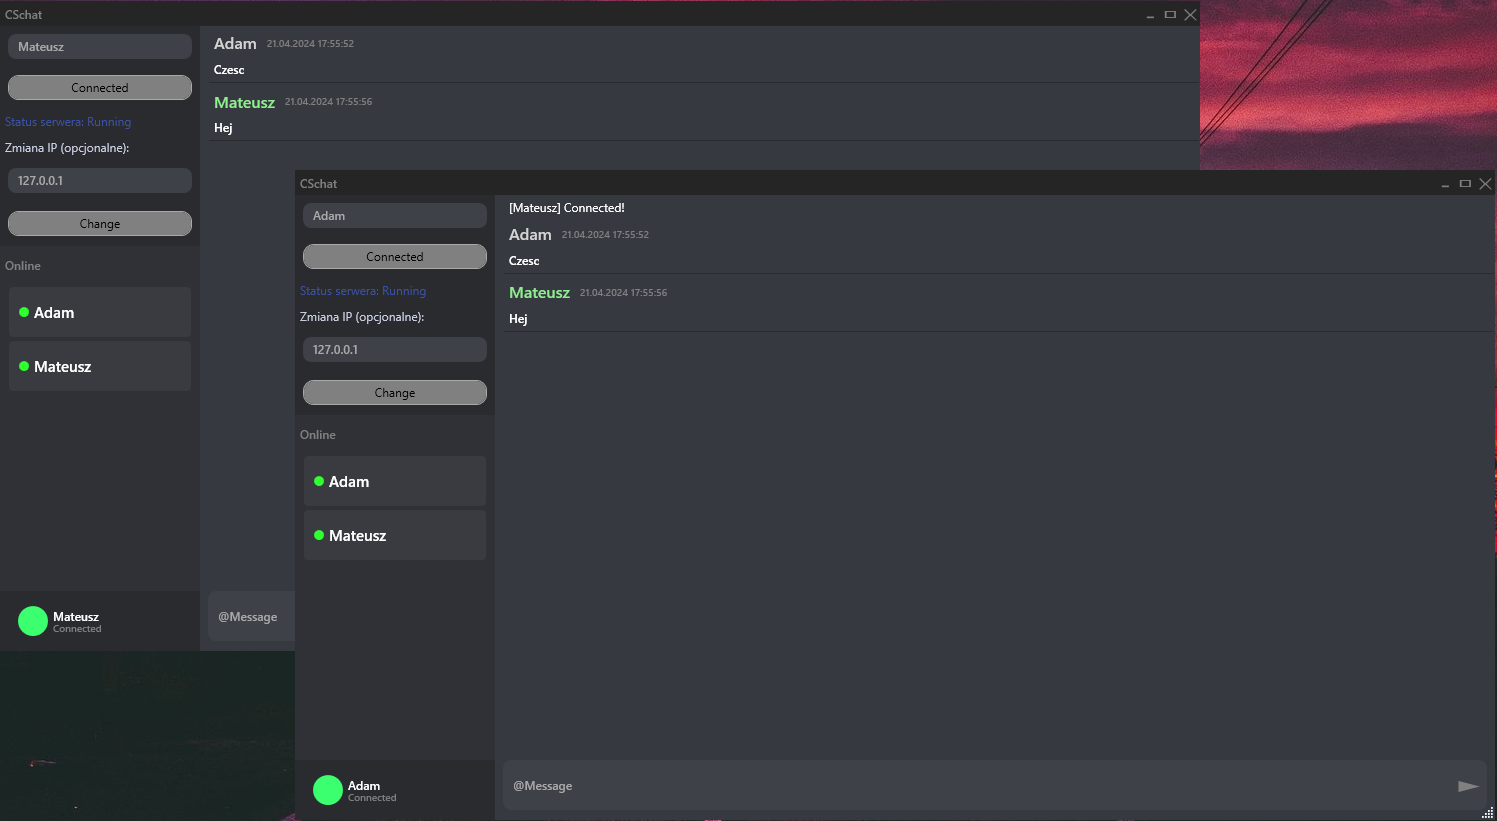 CSchat
Mateusz
Connected
Status serwera: Running
Zmiana IP (opcjonalne):
127.0.0.1
Change
Online
Adam
Mateusz
Mateusz
Connected
Adam 21.04.2024 17:55:52
Czesc
Mateusz 21.04.2024 17:55:56
Hej
@Message
CSchat
Adam
Connected
Status serwera: Running
Zmiana IP (opcjonalne):
127.0.0.1
Change
Online
Adam
Mateusz
Adam
Connected
[Mateusz] Connected!
Adam 21.04.2024 17:55:52
Czesc
Mateusz 21.04.2024 17:55:56
Hej
@Message